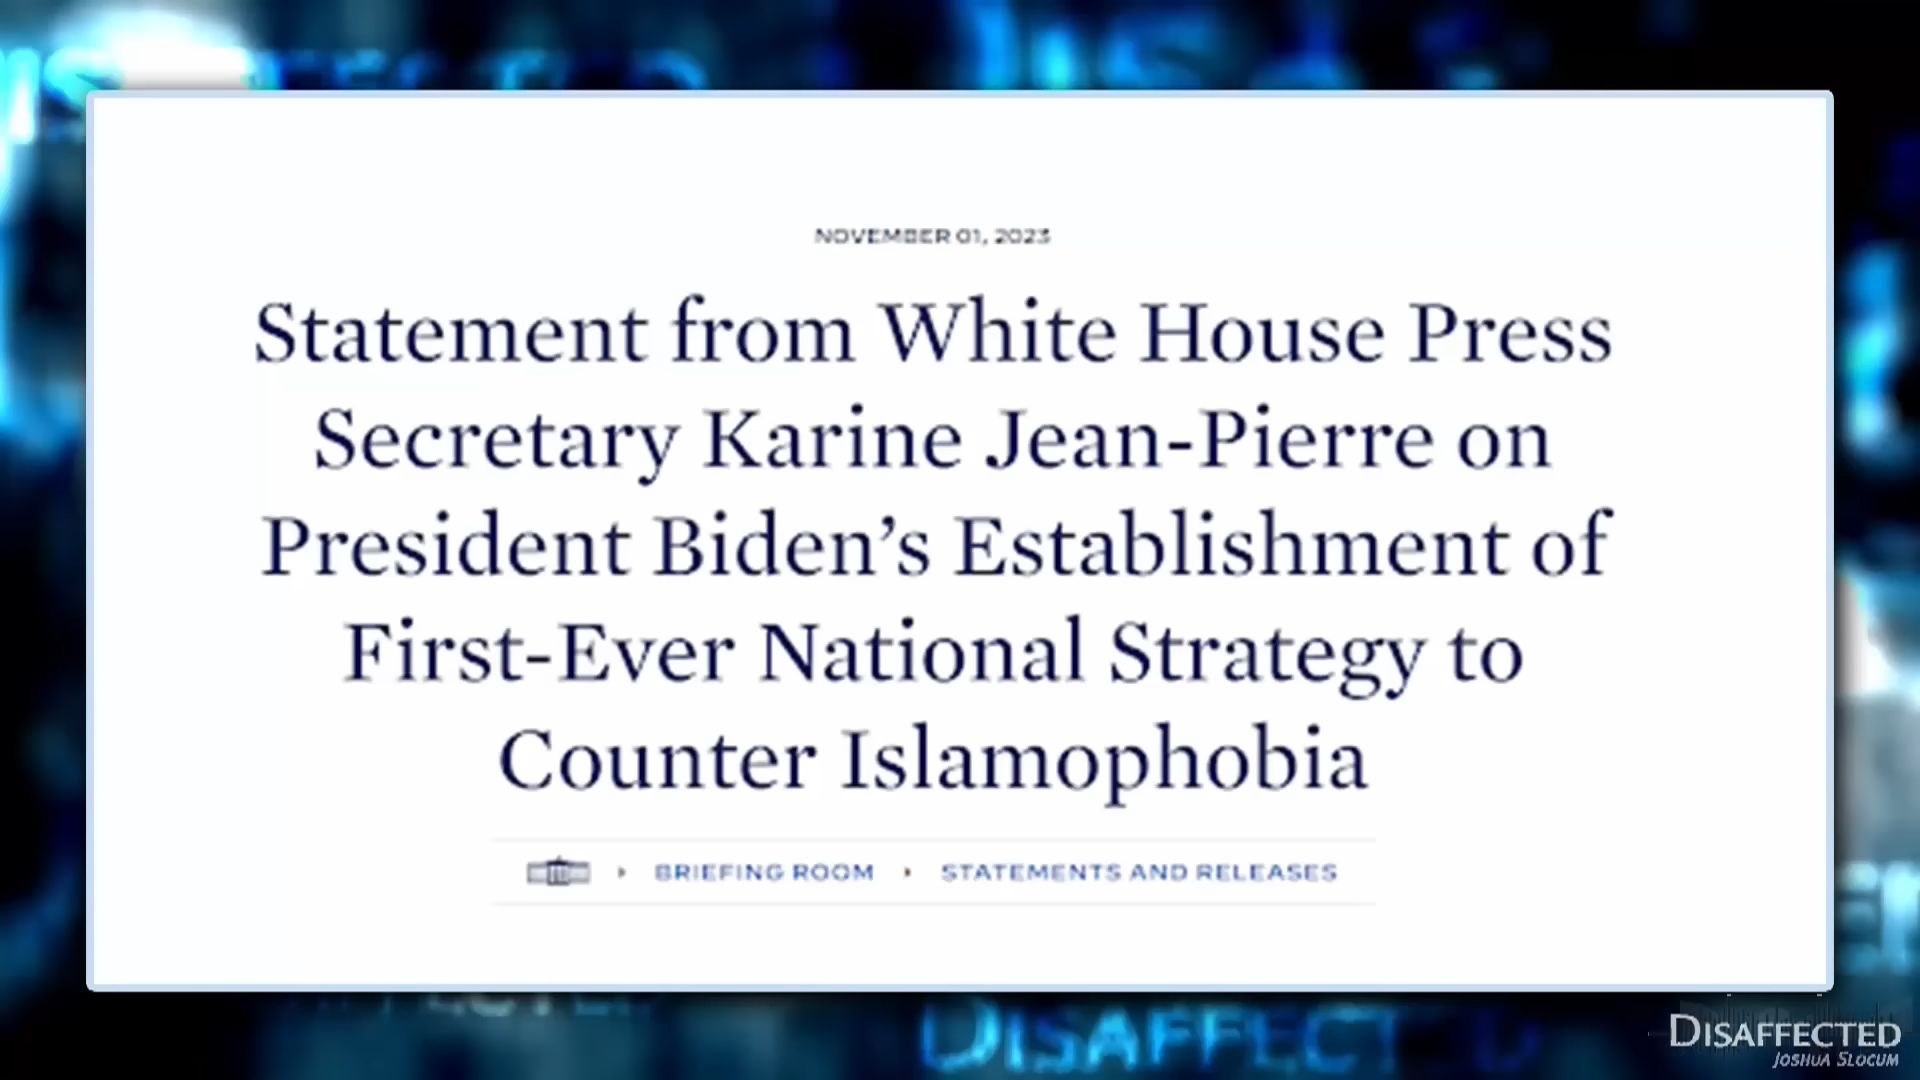 NOVEMBER 01, 2023
Statement from White House Press
Secretary Karine Jean-Pierre on
President Biden’s Establishment of
First-Ever National Strategy to
Counter Islamophobia
BRIEFING ROOM
STATEMENTS AND RELEASES
DISAFFECT
DISAFFECTED
JOSHUA SLOCUM